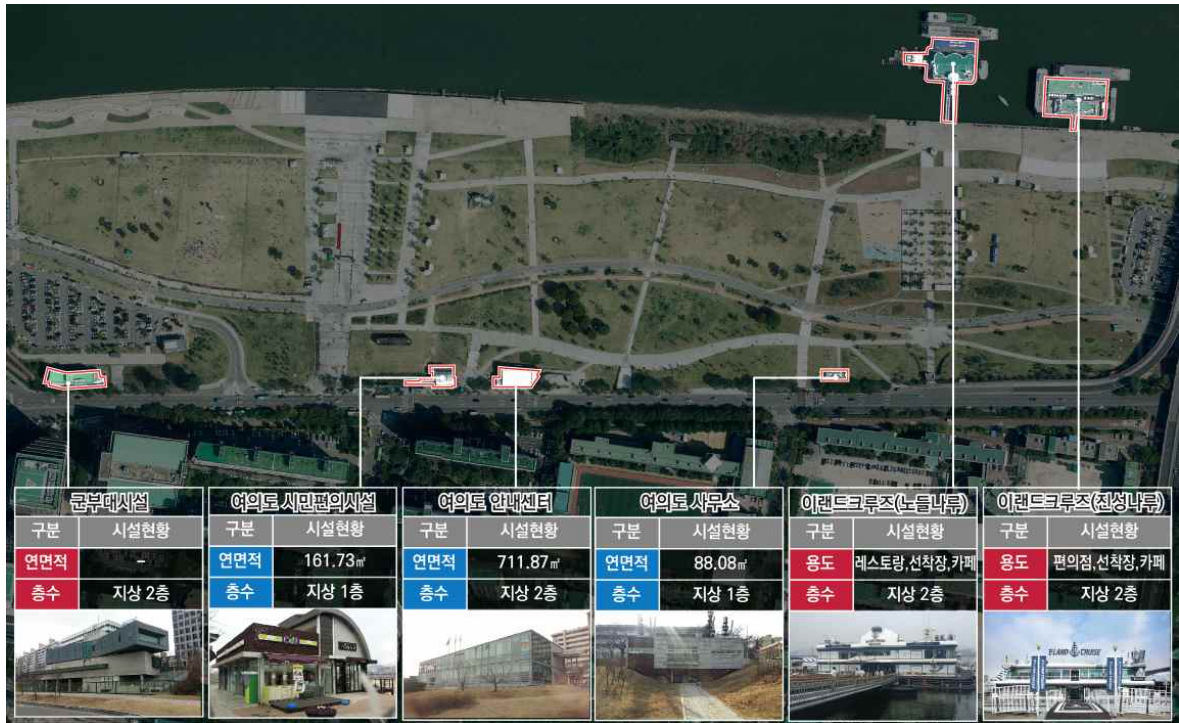 군부대시설
구분 시설현황
연면적 -
층수 지상 2층
여의도 시민편의시설
구분 시설현황
연면적 161.73㎡
층수 지상 1층
여의도 안내센터
구분 시설현황
연면적 711.87㎡
층수 지상 2층
여의도 사무소
구분 시설현황
연면적 88.08㎡
층수 지상 1층
이랜드크루즈(노들나루)
구분 시설현황
용도 레스토랑,선착장,카페
층수 지상 2층
이랜드크루즈(진성나루)
구분 시설현황
용도 편의점,선착장,카페
층수 지상 2층
E·LAND CRUISE